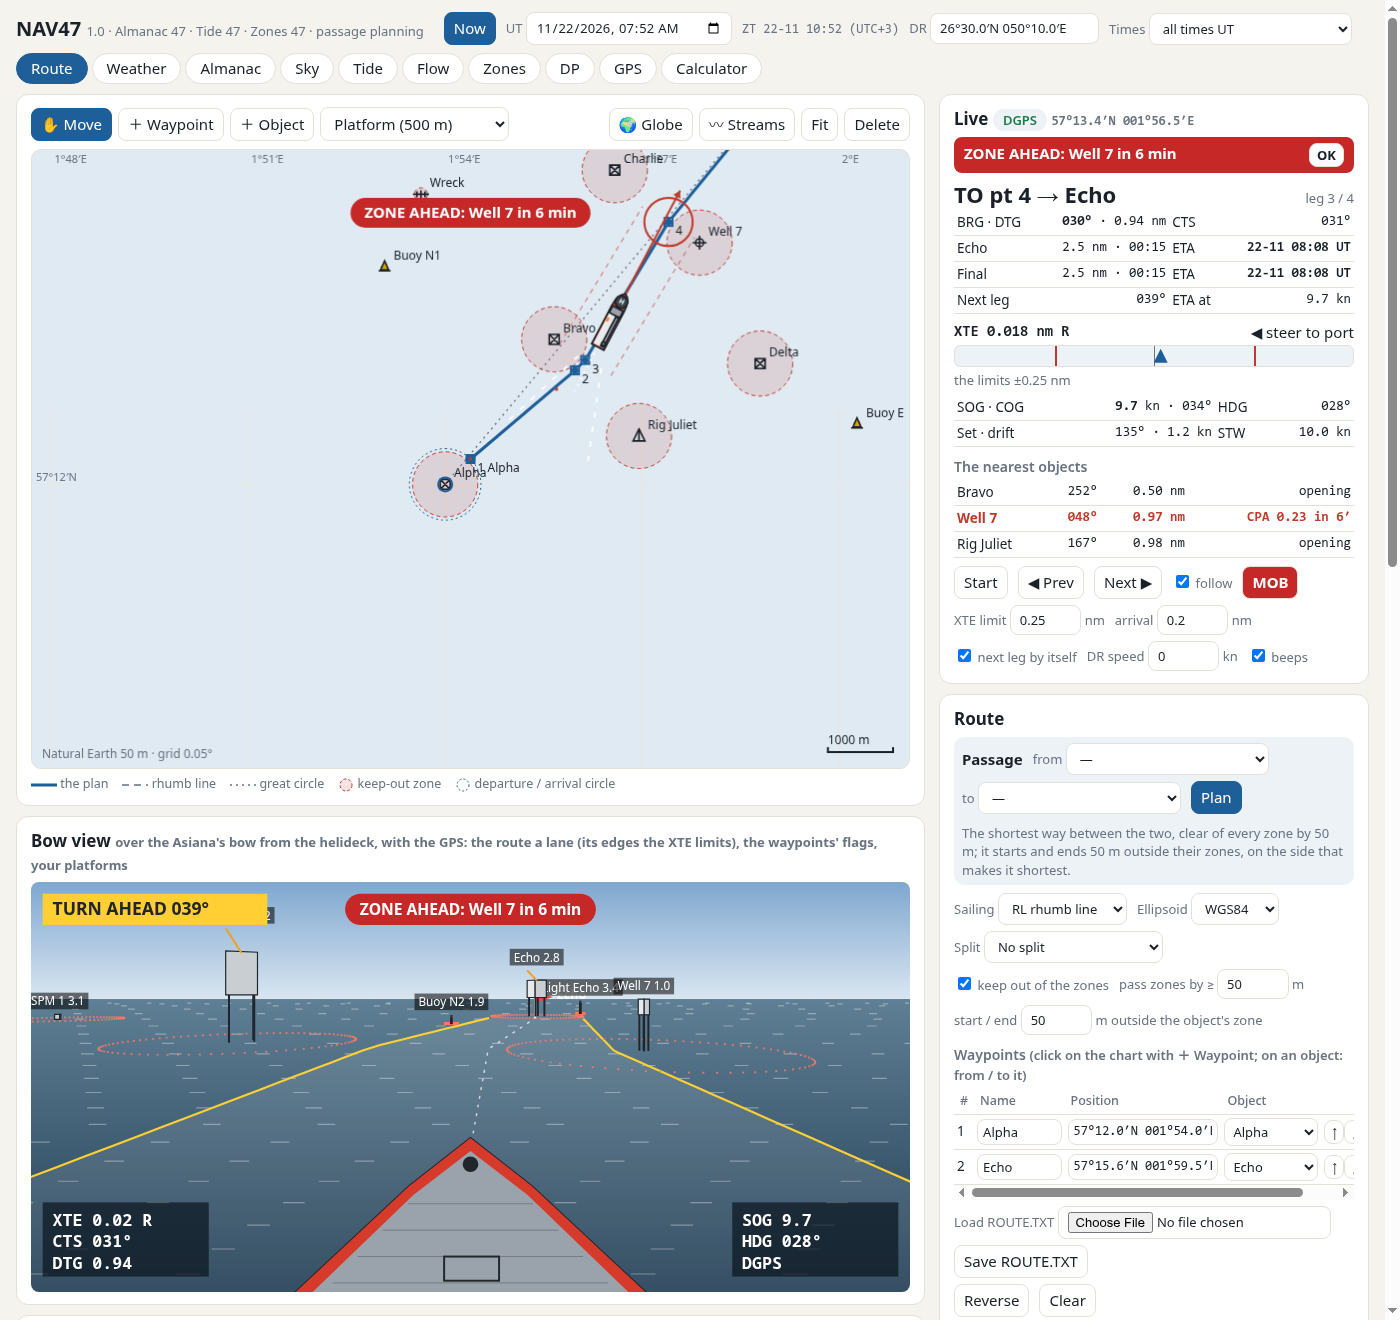 NAV47 1.0 · Almanac 47 · Tide 47 · Zones 47 · passage planning Now UT 11/22/2026, 07:52 AM ZT 22-11 10:52 (UTC+3) DR 26°30.0′N 050°10.0′E Times all times UT
Route Weather Almanac Sky Tide Flow Zones DP GPS Calculator
✋ Move + Waypoint + Object Platform (500 m) 🌍 Globe Streams Fit Delete
1°48′E 1°51′E 1°54′E 2°E
Charlie
Wreck
ZONE AHEAD: Well 7 in 6 min
4 Well 7
Buoy N1
Bravo
Delta
3
2
Buoy E
Rig Juliet
1 Alpha
Alpha
57°12′N
1000 m
Natural Earth 50 m · grid 0.05°
the plan rhumb line great circle keep-out zone departure / arrival circle
Bow view over the Asiana's bow from the helideck, with the GPS: the route a lane (its edges the XTE limits), the waypoints' flags,
your platforms
TURN AHEAD 039°
ZONE AHEAD: Well 7 in 6 min
Echo 2.8
Well 7 1.0
SPM 1 3.1
Buoy N2 1.9
XTE 0.02 R
CTS 031°
DTG 0.94
SOG 9.7
HDG 028°
DGPS
Live DGPS 57°13.4′N 001°56.5′E
ZONE AHEAD: Well 7 in 6 min OK
TO pt 4 → Echo leg 3 / 4
BRG · DTG 030° · 0.94 nm CTS 031°
Echo 2.5 nm · 00:15 ETA 22-11 08:08 UT
Final 2.5 nm · 00:15 ETA 22-11 08:08 UT
Next leg 039° ETA at 9.7 kn
XTE 0.018 nm R ◀ steer to port
the limits ±0.25 nm
SOG · COG 9.7 kn · 034° HDG 028°
Set · drift 135° · 1.2 kn STW 10.0 kn
The nearest objects
Bravo 252° 0.50 nm opening
Well 7 048° 0.97 nm CPA 0.23 in 6′
Rig Juliet 167° 0.98 nm opening
Start ◀ Prev Next ▶ follow MOB
XTE limit 0.25 nm arrival 0.2 nm
next leg by itself DR speed 0 kn beeps
Route
Passage from —
to — Plan
The shortest way between the two, clear of every zone by 50
m; it starts and ends 50 m outside their zones, on the side that
makes it shortest.
Sailing RL rhumb line Ellipsoid WGS84
Split No split
keep out of the zones pass zones by ≥ 50 m
start / end 50 m outside the object's zone
Waypoints (click on the chart with + Waypoint; on an object:
from / to it)
# Name Position Object
1 Alpha 57°12.0′N 001°54.0′ Alpha ↑
2 Echo 57°15.6′N 001°59.5′ Echo ↑
Load ROUTE.TXT Choose File No file chosen
Save ROUTE.TXT
Reverse Clear